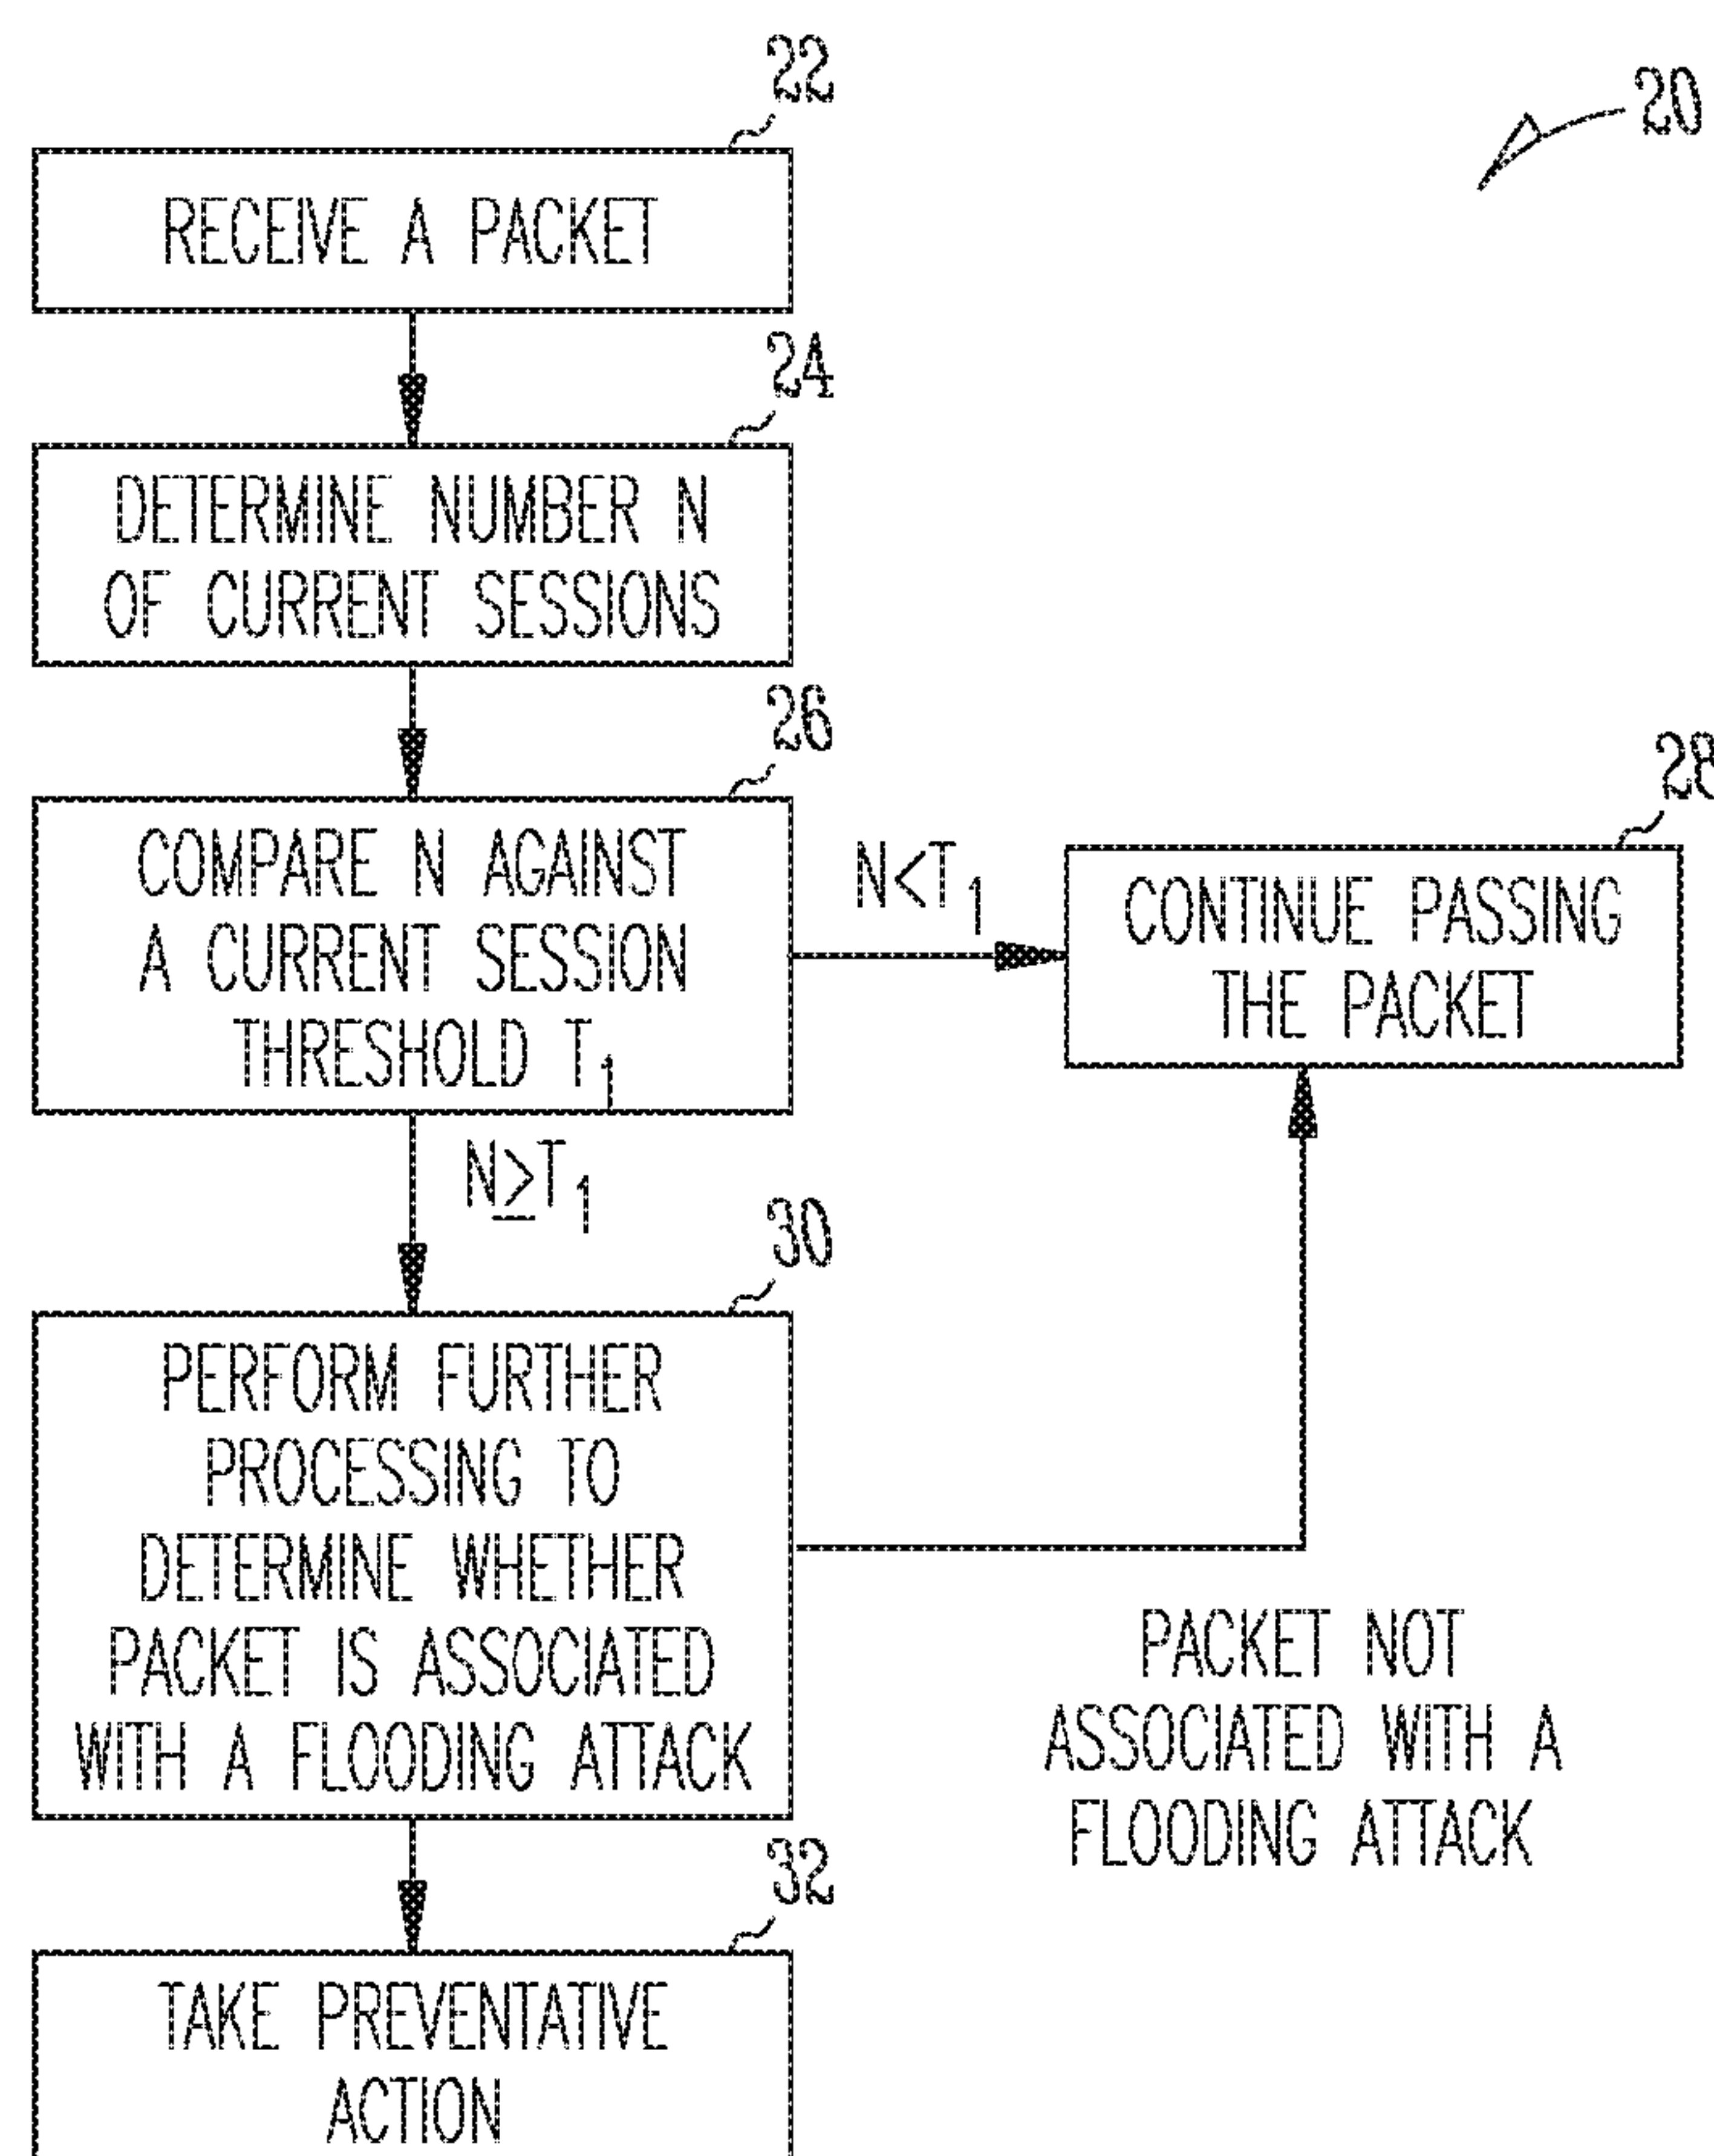 22
20
RECEIVE A PACKET
24
DETERMINE NUMBER N
OF CURRENT SESSIONS
26
COMPARE N AGAINST
A CURRENT SESSION
THRESHOLD T1
N<T1
28
CONTINUE PASSING
THE PACKET
N≥T1
30
PERFORM FURTHER
PROCESSING TO
DETERMINE WHETHER
PACKET IS ASSOCIATED
WITH A FLOODING ATTACK
PACKET NOT
ASSOCIATED WITH A
FLOODING ATTACK
32
TAKE PREVENTATIVE
ACTION